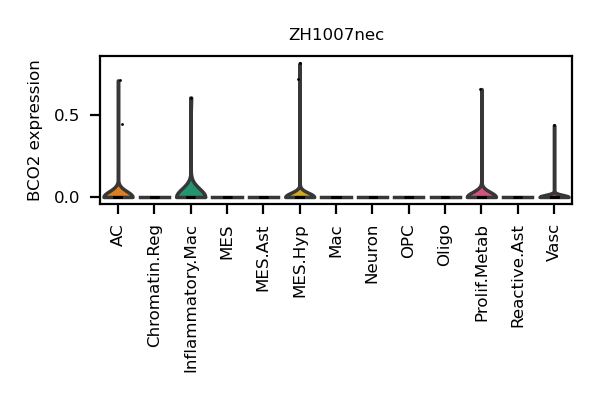 ZH1007nec
BCO2 expression
0.5
0.0
AC
Chromatin.Reg
Inflammatory.Mac
MES
MES.Ast
MES.Hyp
Mac
Neuron
OPC
Oligo
Prolif.Metab
Reactive.Ast
Vasc